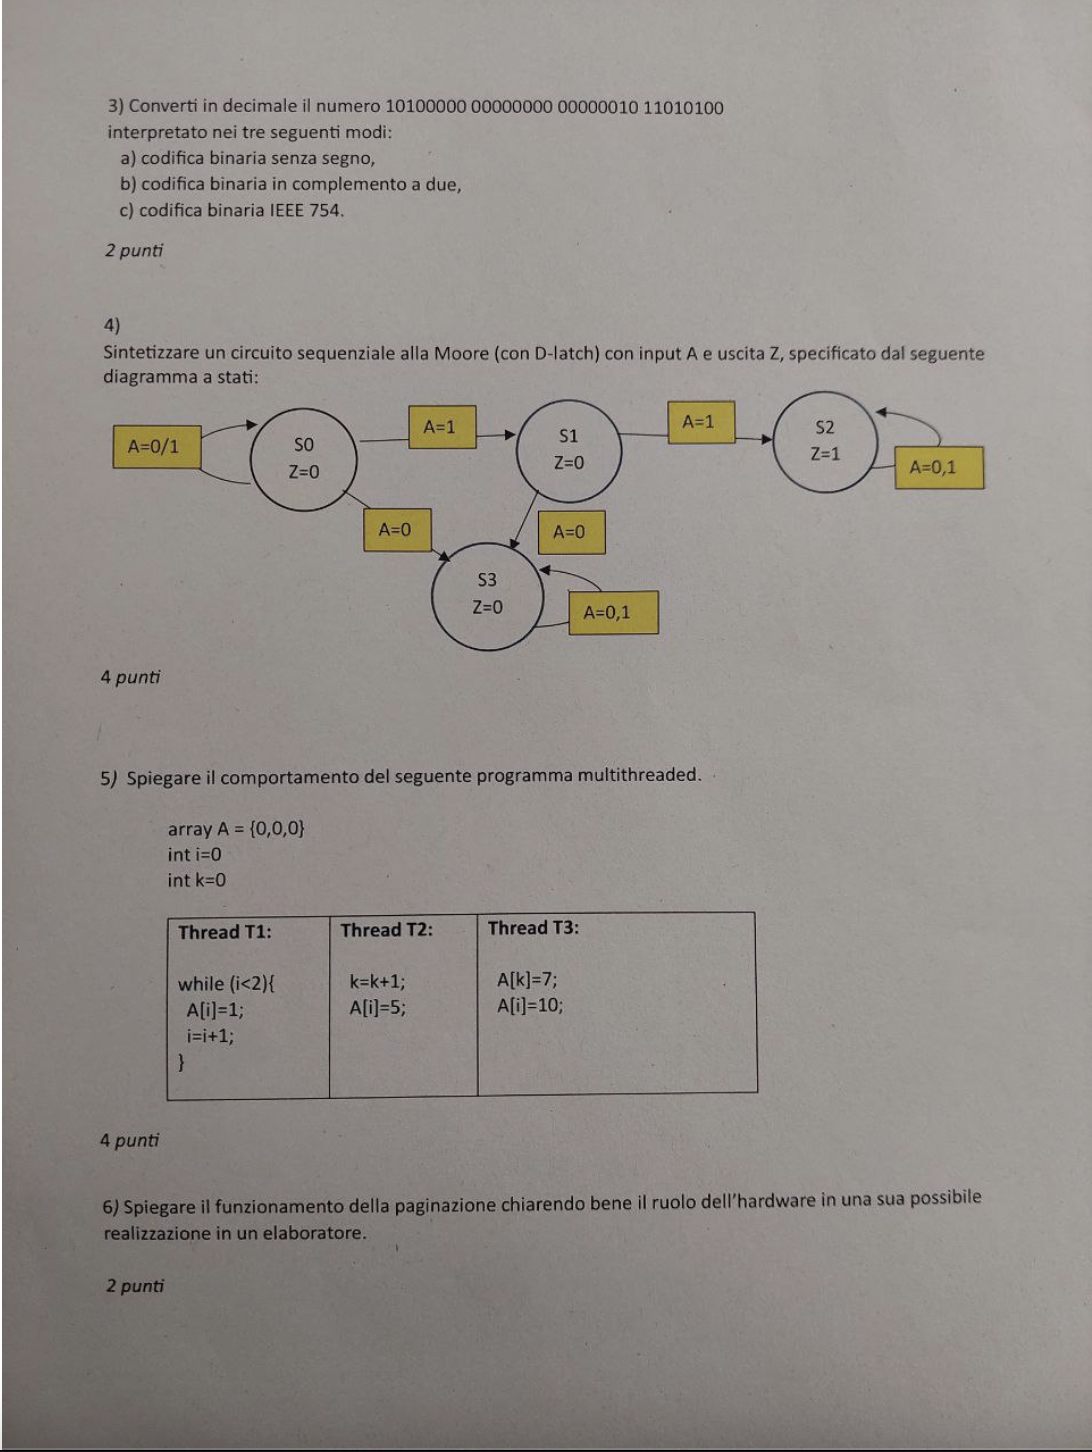 3) Converti in decimale il numero 10100000 00000000 00000010 11010100
interpretato nei tre seguenti modi:
a) codifica binaria senza segno,
b) codifica binaria in complemento a due,
c) codifica binaria IEEE 754.
2 punti
4)
Sintetizzare un circuito sequenziale alla Moore (con D-latch) con input A e uscita Z, specificato dal seguente
diagramma a stati:
A=0/1
S0
Z=0
A=1
S1
Z=0
A=1
S2
Z=1
A=0,1
A=0
A=0
S3
Z=0
A=0,1
4 punti
5) Spiegare il comportamento del seguente programma multithreaded.
array A = {0,0,0}
int i=0
int k=0
Thread T1:
while (i<2){
A[i]=1;
i=i+1;
}
Thread T2:
k=k+1;
A[i]=5;
Thread T3:
A[k]=7;
A[i]=10;
4 punti
6) Spiegare il funzionamento della paginazione chiarendo bene il ruolo dell'hardware in una sua possibile
realizzazione in un elaboratore.
2 punti